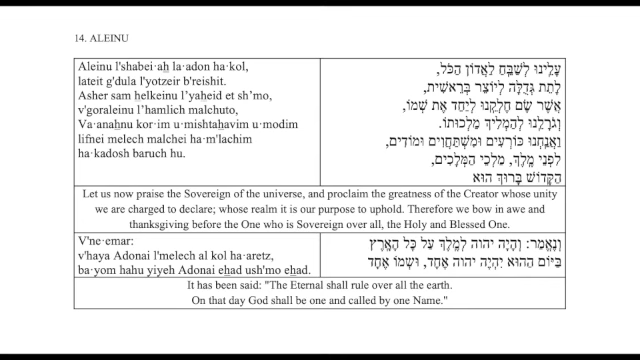 14. ALEINU
Aleinu l'shabei·aḥ la·adon ha·kol,
lateit g'dula l'yotzeir b'reishit.
Asher sam ḥelkeinu l'yaḥeid et sh'mo,
v'goraleinu l'hamlich malchuto,
Va·anaḥnu kor·im u·mishtaḥavim u·modim
lifnei melech malchei ha·m'lachim
ha·kadosh baruch hu.
עָלֵינוּ לְשַׁבֵּחַ לַאֲדוֹן הַכֹּל,
לָתֵת גְּדֻלָּה לְיוֹצֵר בְּרֵאשִׁית,
אֲשֶׁר שָׂם חֶלְקֵנוּ לְיַחֵד אֶת שְׁמוֹ,
וְגֹרָלֵנוּ לְהַמְלִיךְ מַלְכוּתוֹ.
וַאֲנַחְנוּ כּוֹרְעִים וּמִשְׁתַּחֲוִים וּמוֹדִים,
לִפְנֵי מֶלֶךְ, מַלְכֵי הַמְּלָכִים,
הַקָּדוֹשׁ בָּרוּךְ הוּא
Let us now praise the Sovereign of the universe, and proclaim the greatness of the Creator whose unity
we are charged to declare; whose realm it is our purpose to uphold. Therefore we bow in awe and
thanksgiving before the One who is Sovereign over all, the Holy and Blessed One.
V'ne·emar:
v'haya Adonai l'melech al kol ha·aretz,
ba·yom hahu yiyeh Adonai eḥad ush'mo eḥad.
וְנֶאֱמַר: וְהָיָה יהוה לְמֶלֶךְ עַל כָּל הָאָרֶץ
בַּיּוֹם הַהוּא יִהְיֶה יהוה אֶחָד, וּשְׁמוֹ אֶחָד
It has been said: "The Eternal shall rule over all the earth.
On that day God shall be one and called by one Name."